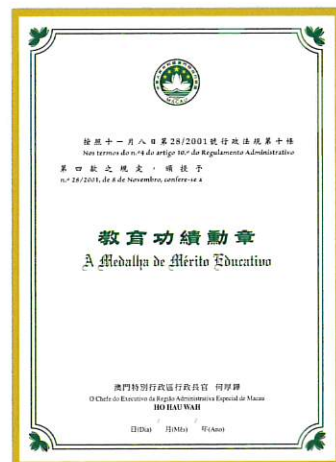 MACAU
按照十一月八日第28/2001號行政法規第十條
Nos termos do n.º4 do artigo 10.º do Regulamento Administrativo
第四款之規定，頒授予
n.º 28/2001, de 8 de Novembro, confere-se a
教育功績勳章
A Medalha de Mérito Educativo
澳門特別行政區行政長官 何厚鏵
O Chefe do Executivo da Região Administrativa Especial de Macau
HO HAU WAH
/ /
日(Dia) 月(Mês) 年(Ano)